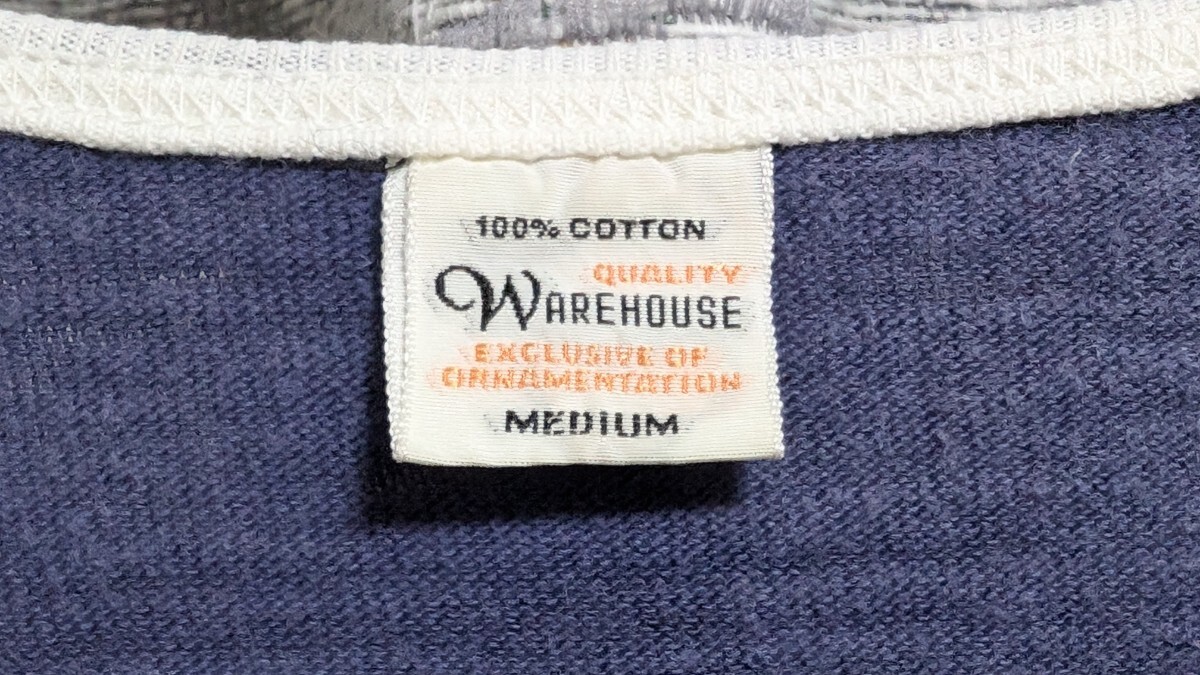 100% COTTON
QUALITY
WAREHOUSE
EXCLUSIVE OF
ORNAMENTATION
MEDIUM